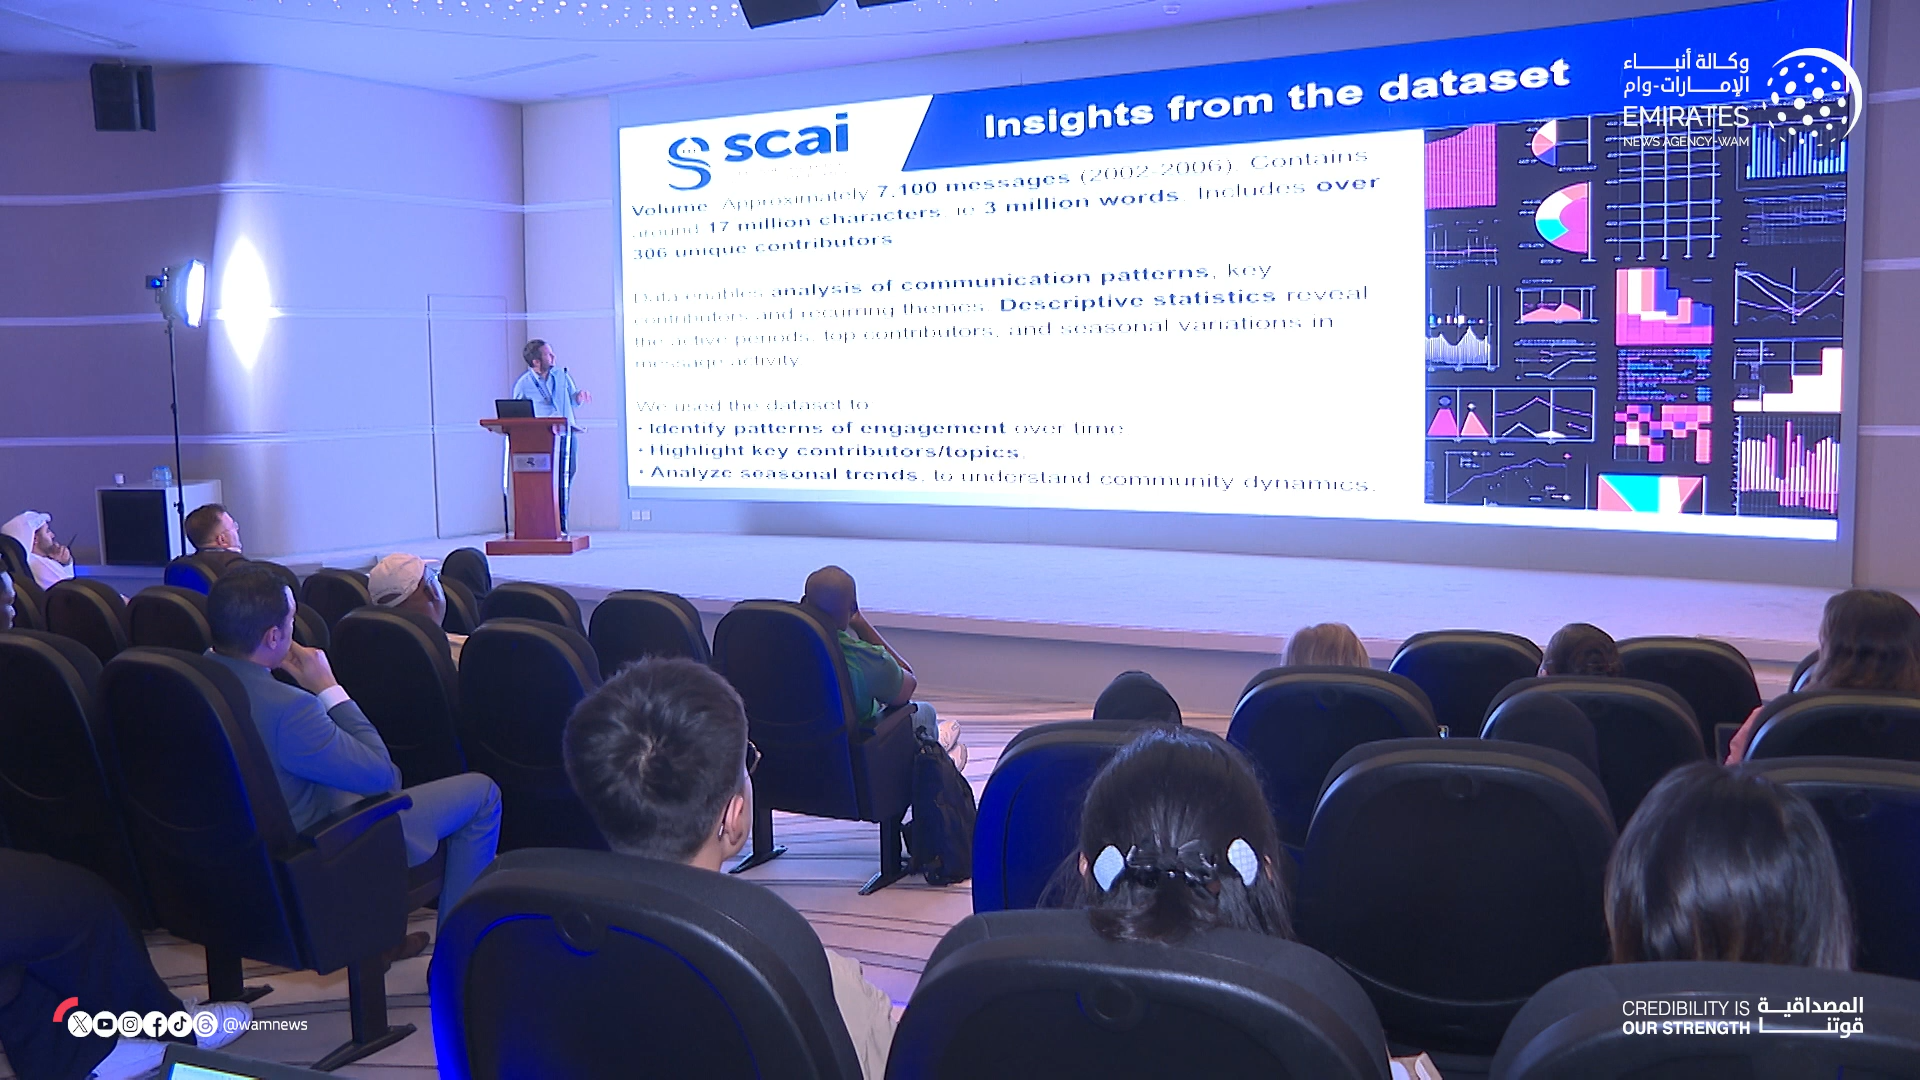 scai
Insights from the dataset
وكالة أنباء
الإمارات-وام
EMIRATES
NEWS AGENCY-WAM
Volume: Approximately 7,100 messages (2002-2006). Contains
around 17 million characters, ie 3 million words. Includes over
306 unique contributors
Data enables analysis of communication patterns, key
contributors and recurring themes. Descriptive statistics reveal
the active periods, top contributors, and seasonal variations in
message activity
We used the dataset to
• Identify patterns of engagement over time
• Highlight key contributors/topics.
• Analyze seasonal trends, to understand community dynamics.
@wamnews
CREDIBILITY IS
OUR STRENGTH
المصداقية
قوتنا